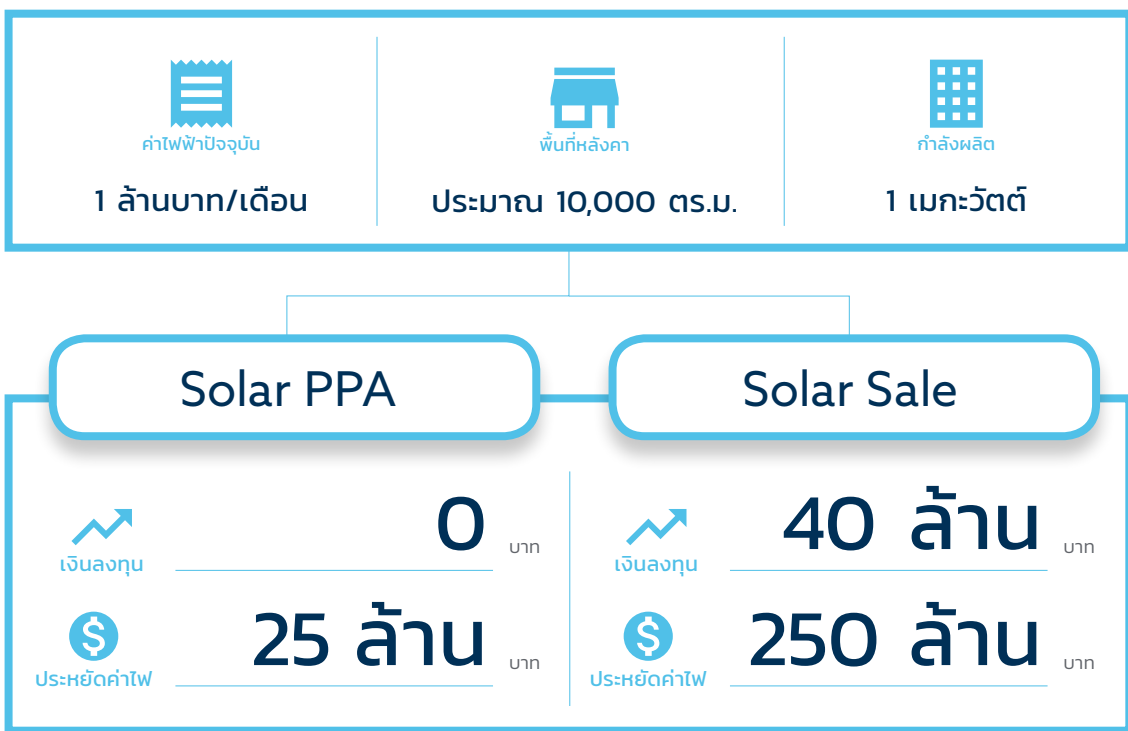 ค่าไฟฟ้าปัจจุบัน
1 ล้านบาท/เดือน
พื้นที่หลังคา
ประมาณ 10,000 ตร.ม.
กำลังผลิต
1 เมกะวัตต์
Solar PPA
เงินลงทุน
0 บาท
ประหยัดค่าไฟ
25 ล้าน บาท
Solar Sale
เงินลงทุน
40 ล้าน บาท
ประหยัดค่าไฟ
250 ล้าน บาท